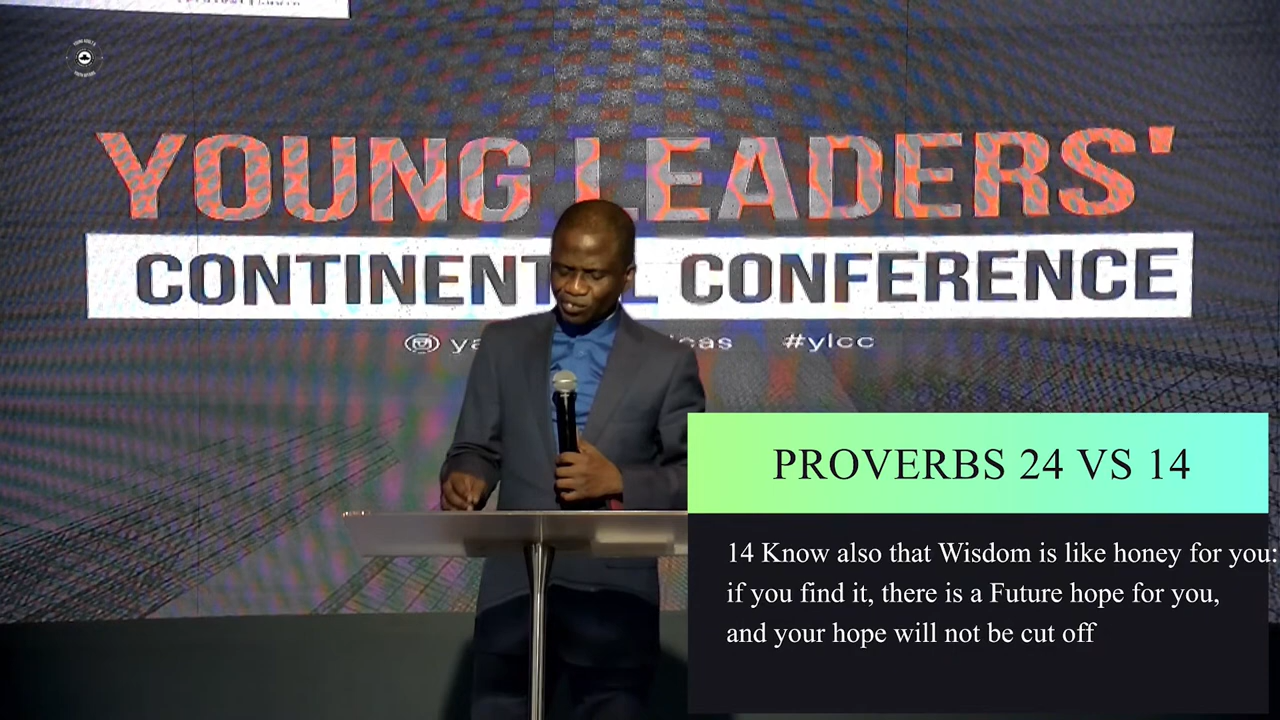 YOUNG LEADERS'
CONTINENTAL CONFERENCE
#ylcc
PROVERBS 24 VS 14
14 Know also that Wisdom is like honey for you:
if you find it, there is a Future hope for you,
and your hope will not be cut off